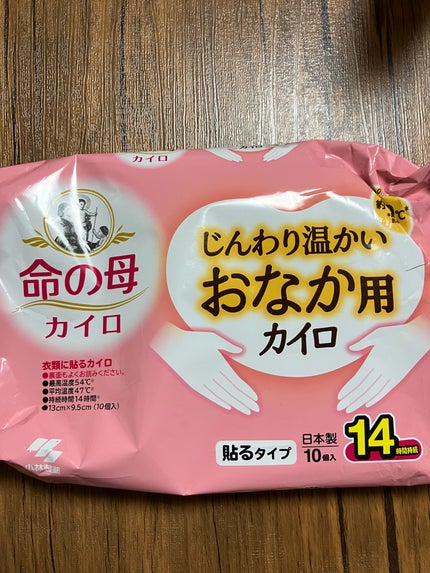 カイロ
命の母
カイロ
じんわり温かい
おなか用
カイロ
衣類に貼るカイロ
●裏面もよくお読みください。
●最高温度54℃※
●平均温度47℃※
●持続時間14時間※
●13cm×9.5cm(10個入)
小林製薬
貼るタイプ
日本製
10個入
14
時間持続